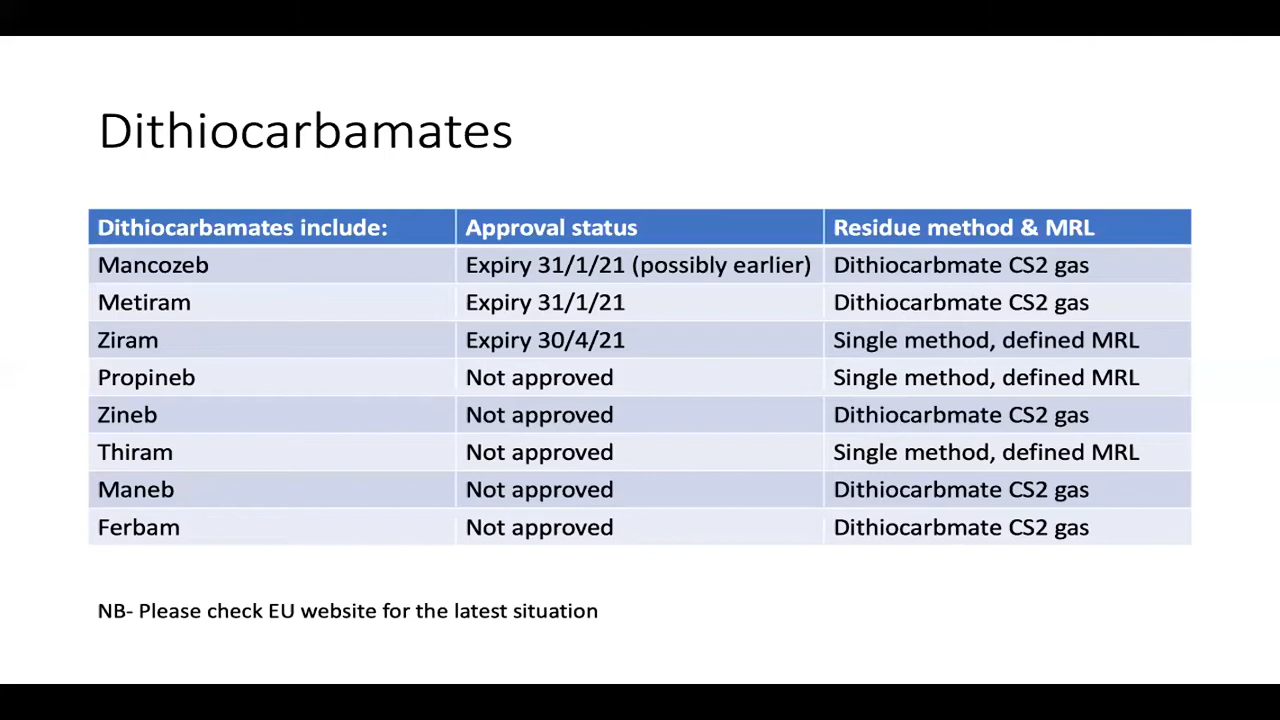 Dithiocarbamates
Dithiocarbamates include: Approval status Residue method & MRL
Mancozeb Expiry 31/1/21 (possibly earlier) Dithiocarbmate CS2 gas
Metiram Expiry 31/1/21 Dithiocarbmate CS2 gas
Ziram Expiry 30/4/21 Single method, defined MRL
Propineb Not approved Single method, defined MRL
Zineb Not approved Dithiocarbmate CS2 gas
Thiram Not approved Single method, defined MRL
Maneb Not approved Dithiocarbmate CS2 gas
Ferbam Not approved Dithiocarbmate CS2 gas
NB- Please check EU website for the latest situation